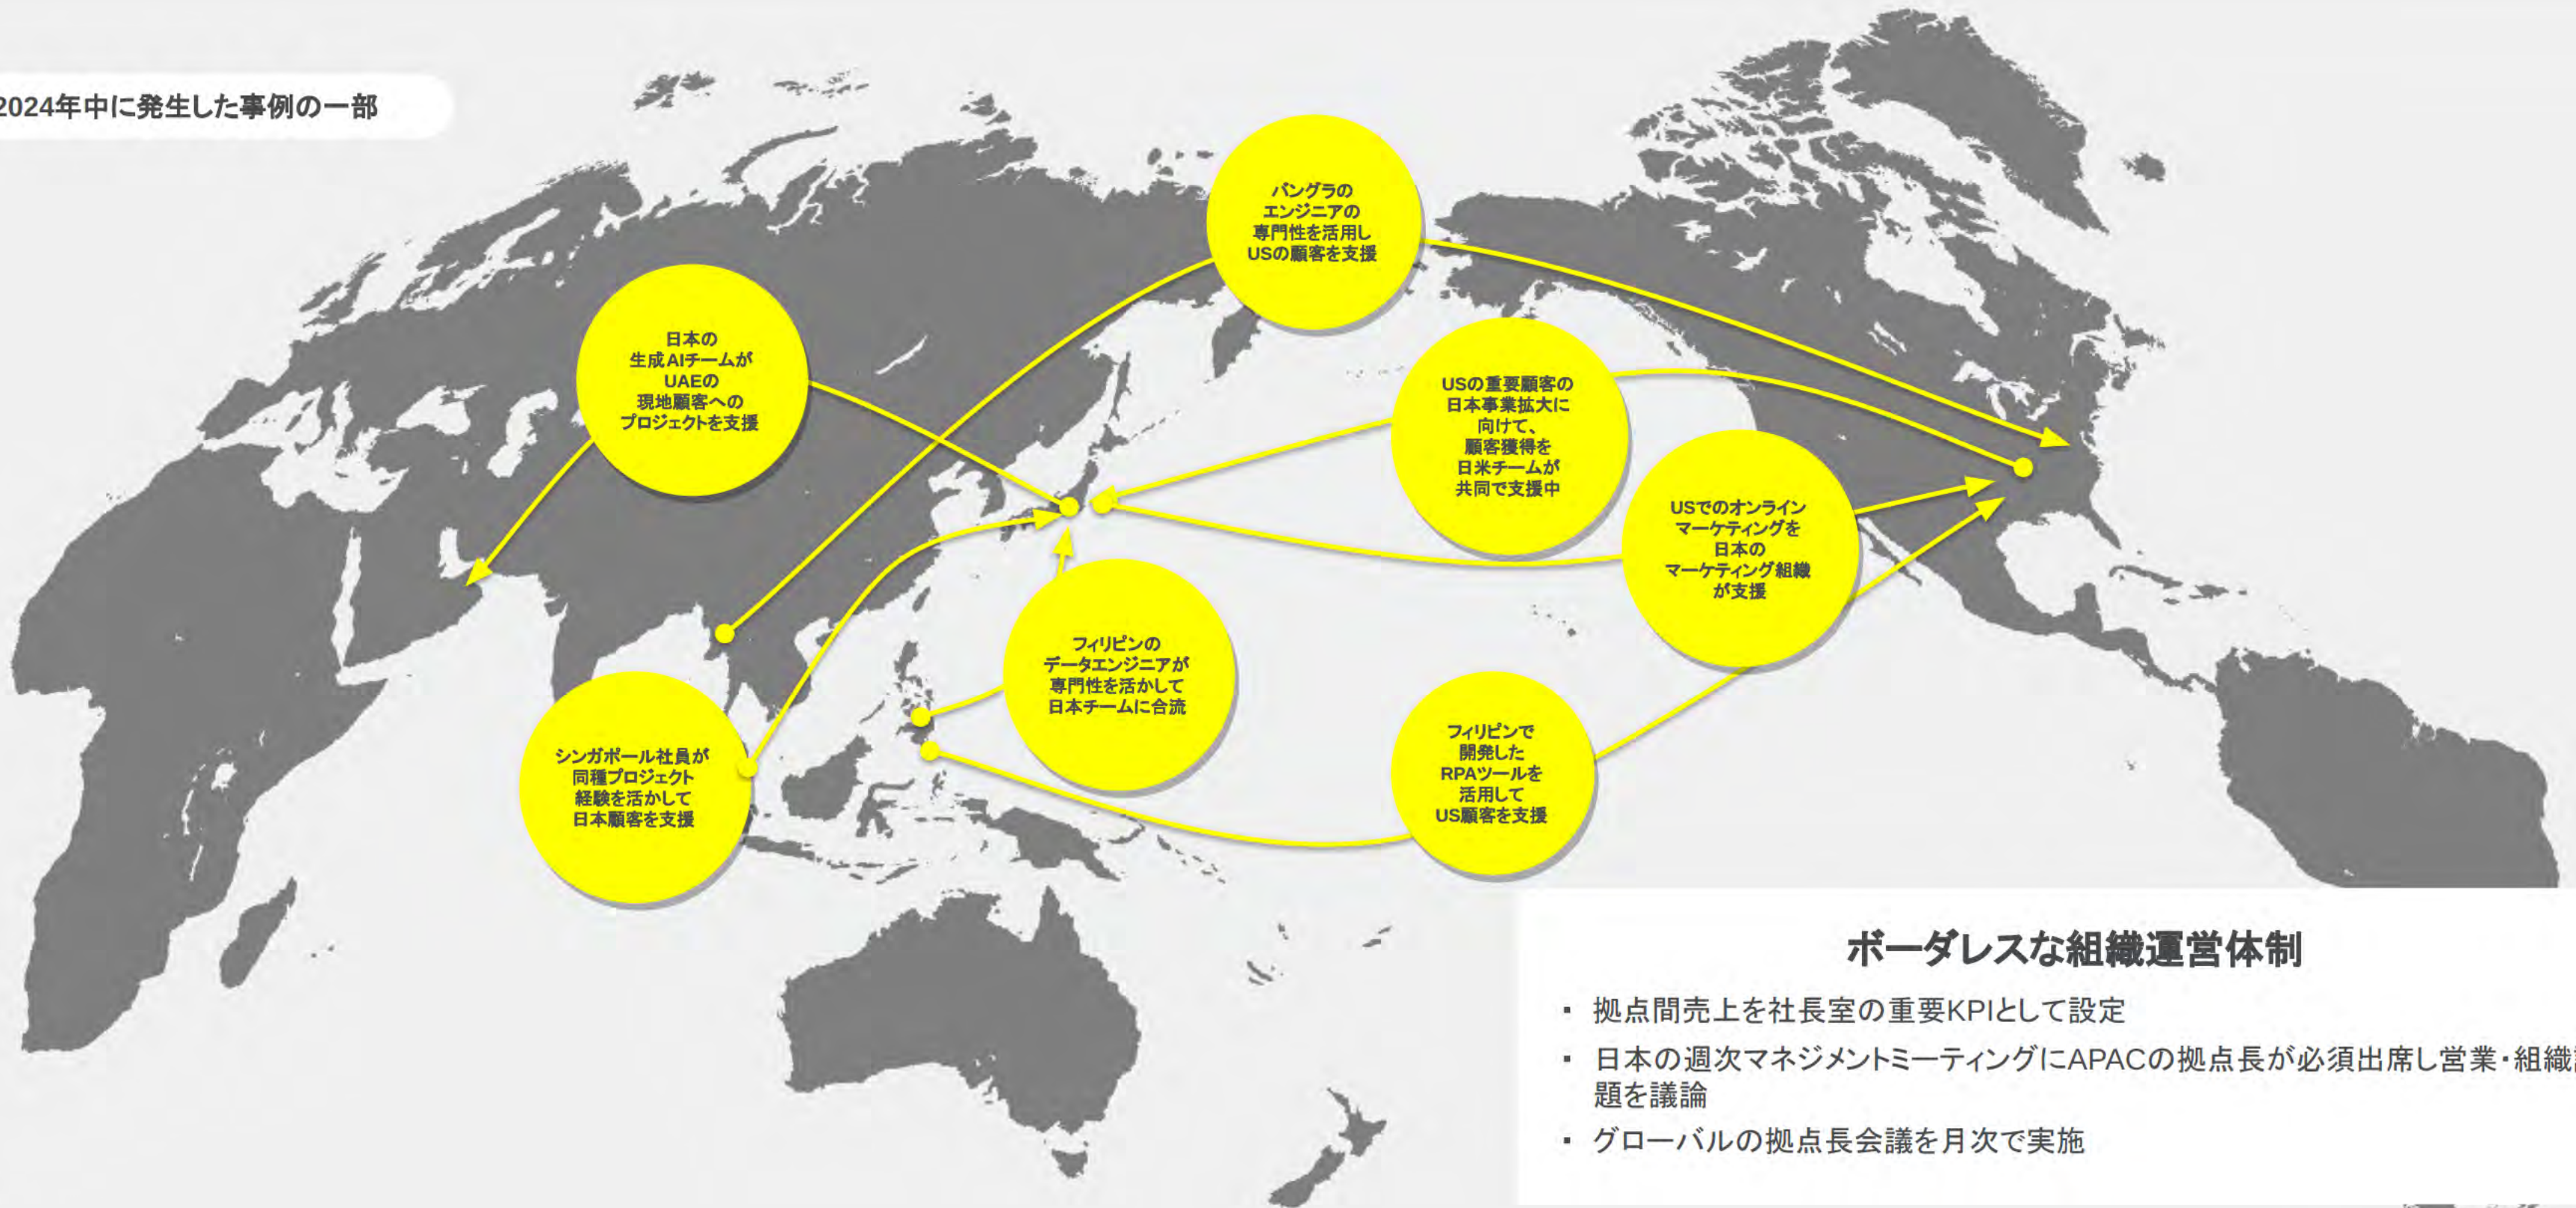 2024年中に発生した事例の一部
バングラの
エンジニアの
専門性を活用し
USの顧客を支援
日本の
生成AIチームが
UAEの
現地顧客への
プロジェクトを支援
USの重要顧客の
日本事業拡大に
向けて、
顧客獲得を
日米チームが
共同で支援中
USでのオンライン
マーケティングを
日本の
マーケティング組織
が支援
フィリピンの
データエンジニアが
専門性を活かして
日本チームに合流
シンガポール社員が
同種プロジェクト
経験を活かして
日本顧客を支援
フィリピンで
開発した
RPAツールを
活用して
US顧客を支援
ボーダレスな組織運営体制
▪ 拠点間売上を社長室の重要KPIとして設定
▪ 日本の週次マネジメントミーティングにAPACの拠点長が必須出席し営業・組織
題を議論
▪ グローバルの拠点長会議を月次で実施